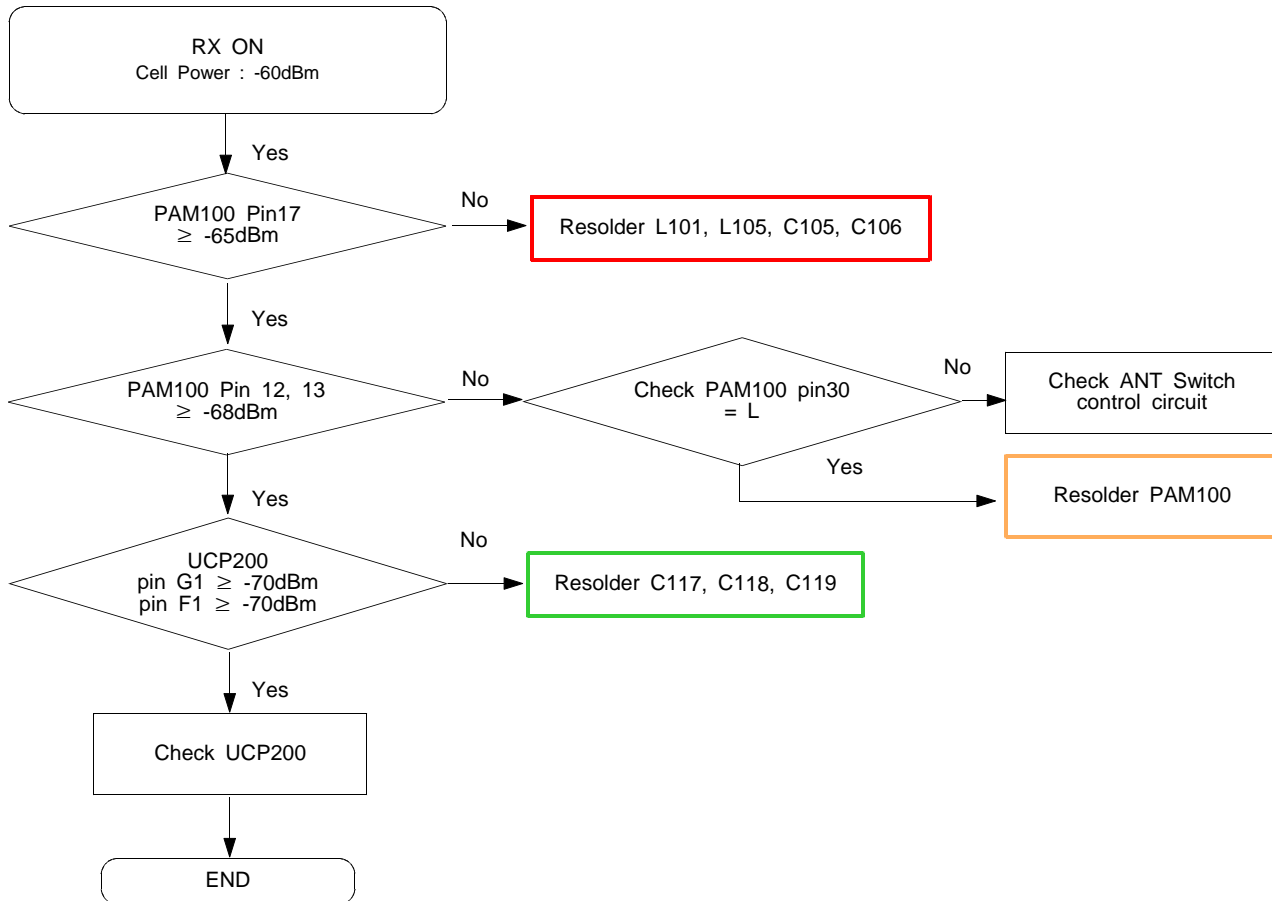 RX ON
Cell Power : -60dBm
Yes
PAM100 Pin17
≥ -65dBm
No
Resolder L101, L105, C105, C106
Yes
PAM100 Pin 12, 13
≥ -68dBm
No
Check PAM100 pin30
= L
No
Check ANT Switch
control circuit
Yes
Resolder PAM100
Yes
UCP200
pin G1 ≥ -70dBm
pin F1 ≥ -70dBm
No
Resolder C117, C118, C119
Yes
Check UCP200
END